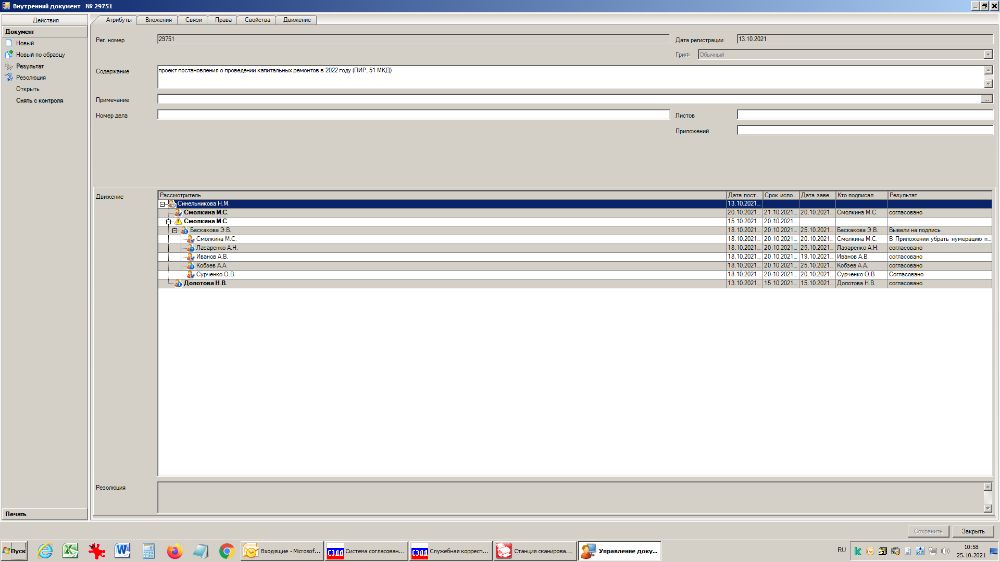 Внутренний документ № 29751
Действия
Документ
Новый
Новый по образцу
Результат
Резолюция
Открыть
Снять с контроля
Печать
Атрибуты Вложения Связи Права Свойства Движение
Рег. номер 29751 Дата регистрации 13.10.2021
Гриф Обычный
Содержание проект постановления о проведении капитальных ремонтов в 2022 году (ПИР, 51 МКД)
Примечание ...
Номер дела Листов
Приложений
Движение
Рассмотритель Дата пост... Срок испо... Дата заве... Кто подписал Результат
Синельникова Н.М. 13.10.2021...
Смолкина М.С. 20.10.2021... 21.10.2021... 20.10.2021... Смолкина М.С. согласовано
Смолкина М.С. 15.10.2021... 20.10.2021...
Баскакова Э.В. 18.10.2021... 20.10.2021... 25.10.2021... Баскакова Э.В. Вывели на подпись
Смолкина М.С. 18.10.2021... 20.10.2021... 20.10.2021... Смолкина М.С. В Приложении убрать нумерацию п...
Лазаренко А.Н. 18.10.2021... 20.10.2021... 25.10.2021... Лазаренко А.Н. согласовано
Иванов А.В. 18.10.2021... 20.10.2021... 19.10.2021... Иванов А.В. согласовано
Кобзев А.А. 18.10.2021... 20.10.2021... 25.10.2021... Кобзев А.А. согласовано
Сурченко О.В. 18.10.2021... 20.10.2021... 20.10.2021... Сурченко О.В. Согласовано
Долотова Н.В. 13.10.2021... 15.10.2021... 15.10.2021... Долотова Н.В. согласовано
Резолюция
Сохранить Закрыть
Пуск Входящие - Microsof... СЭДД Система согласован... СЭДД Служебная корресп... Станция сканирова... Управление доку... RU 10:58
25.10.2021